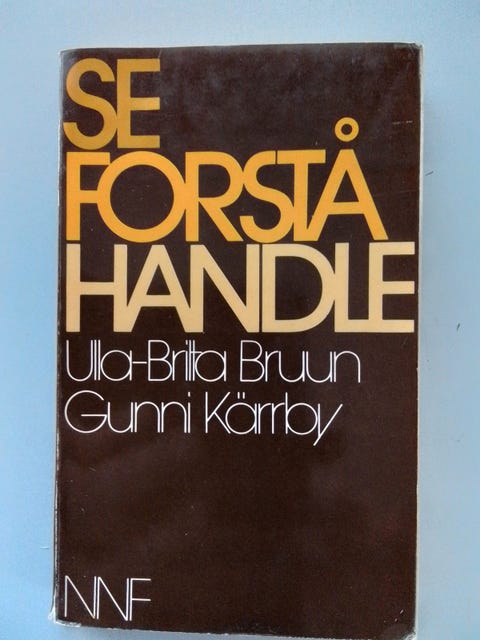 SE
FORSTÅ
HANDLE
Ulla-Britta Bruun
Gunni Kärrby
NNF